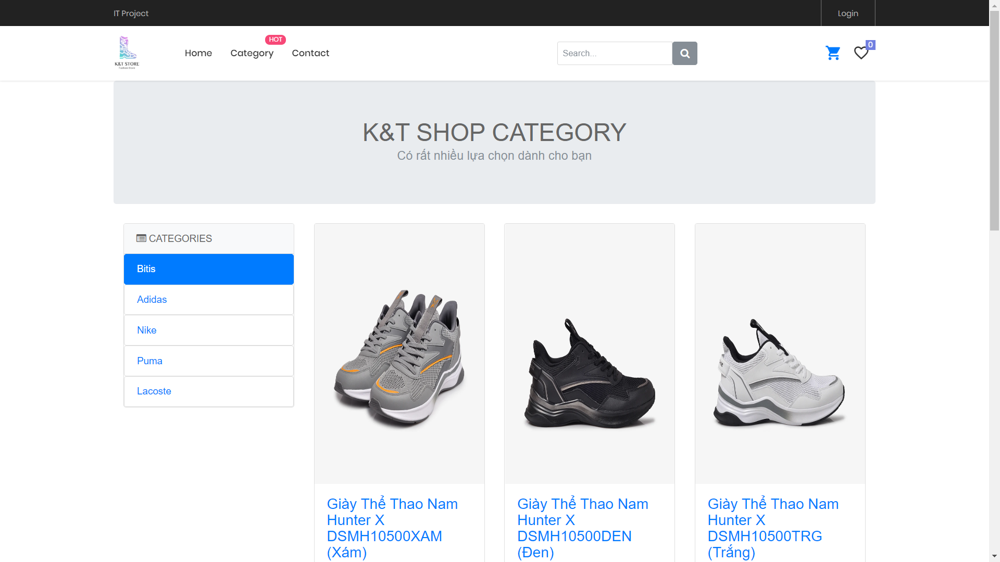 IT Project
Login
K&T STORE
Fashion Store
Home
Category
HOT
Contact
Search...
0
K&T SHOP CATEGORY
Có rất nhiều lựa chọn dành cho bạn
CATEGORIES
Bitis
Adidas
Nike
Puma
Lacoste
Giày Thể Thao Nam
Hunter X
DSMH10500XAM
(Xám)
Giày Thể Thao Nam
Hunter X
DSMH10500DEN
(Đen)
Giày Thể Thao Nam
Hunter X
DSMH10500TRG
(Trắng)